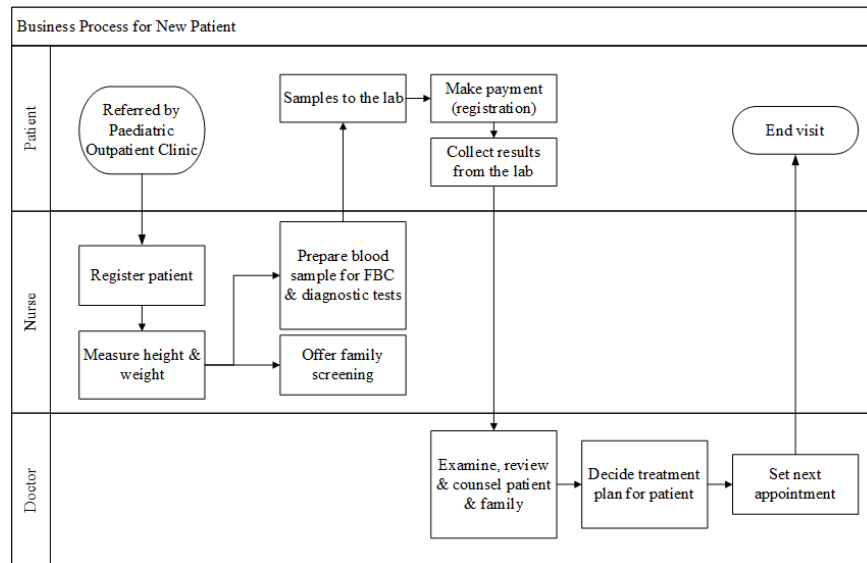 Business Process for New Patient
Patient
Referred by
Paediatric
Outpatient Clinic
Samples to the lab
Make payment
(registration)
Collect results
from the lab
End visit
Nurse
Register patient
Measure height &
weight
Prepare blood
sample for FBC
& diagnostic tests
Offer family
screening
Doctor
Examine, review
& counsel patient
& family
Decide treatment
plan for patient
Set next
appointment